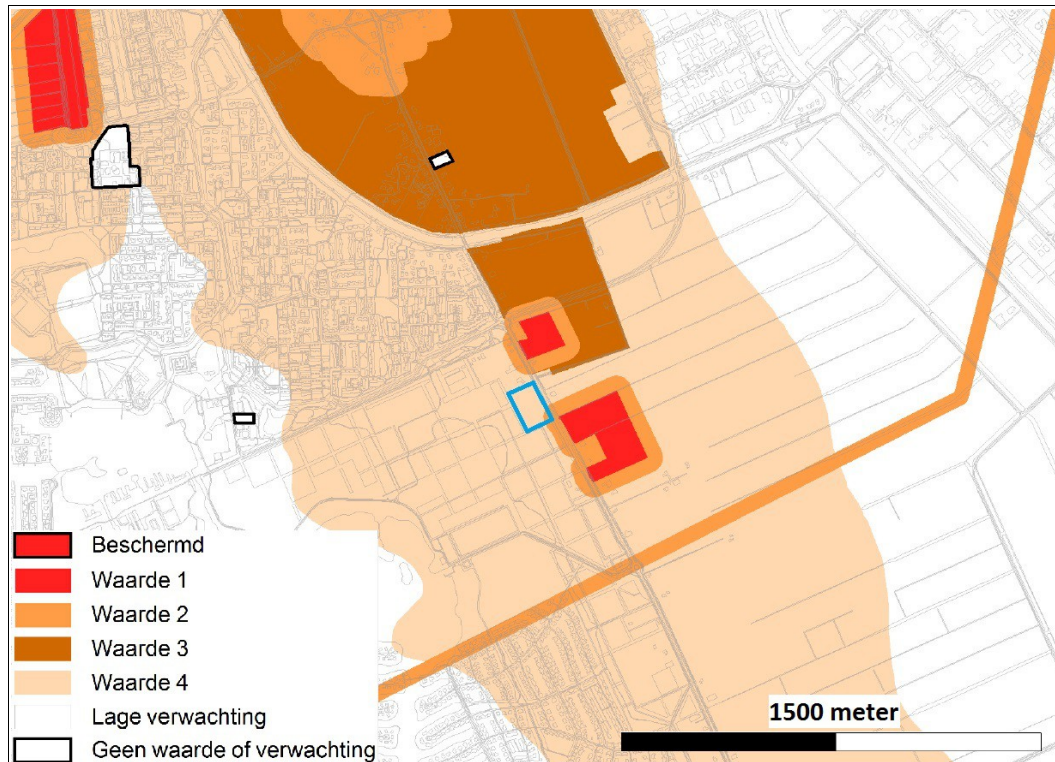 Beschermd
Waarde 1
Waarde 2
Waarde 3
Waarde 4
Lage verwachting
Geen waarde of verwachting
1500 meter